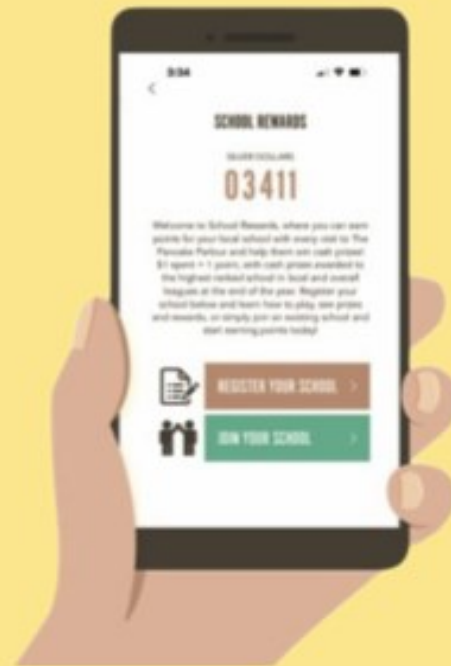 3:34
SCHOOL REWARDS
SILVER DOLLARS
03411
Welcome to School Rewards, where you can earn
points for your local school with every visit to The
Pancake Parlour and help them win cash prizes!
$1 spent = 1 point, with cash prizes awarded to
the highest ranked school in local and overall
leagues at the end of the year. Register your
school below and learn how to play, see prizes
and rewards, or simply join an existing school and
start earning points today!
REGISTER YOUR SCHOOL >
JOIN YOUR SCHOOL >